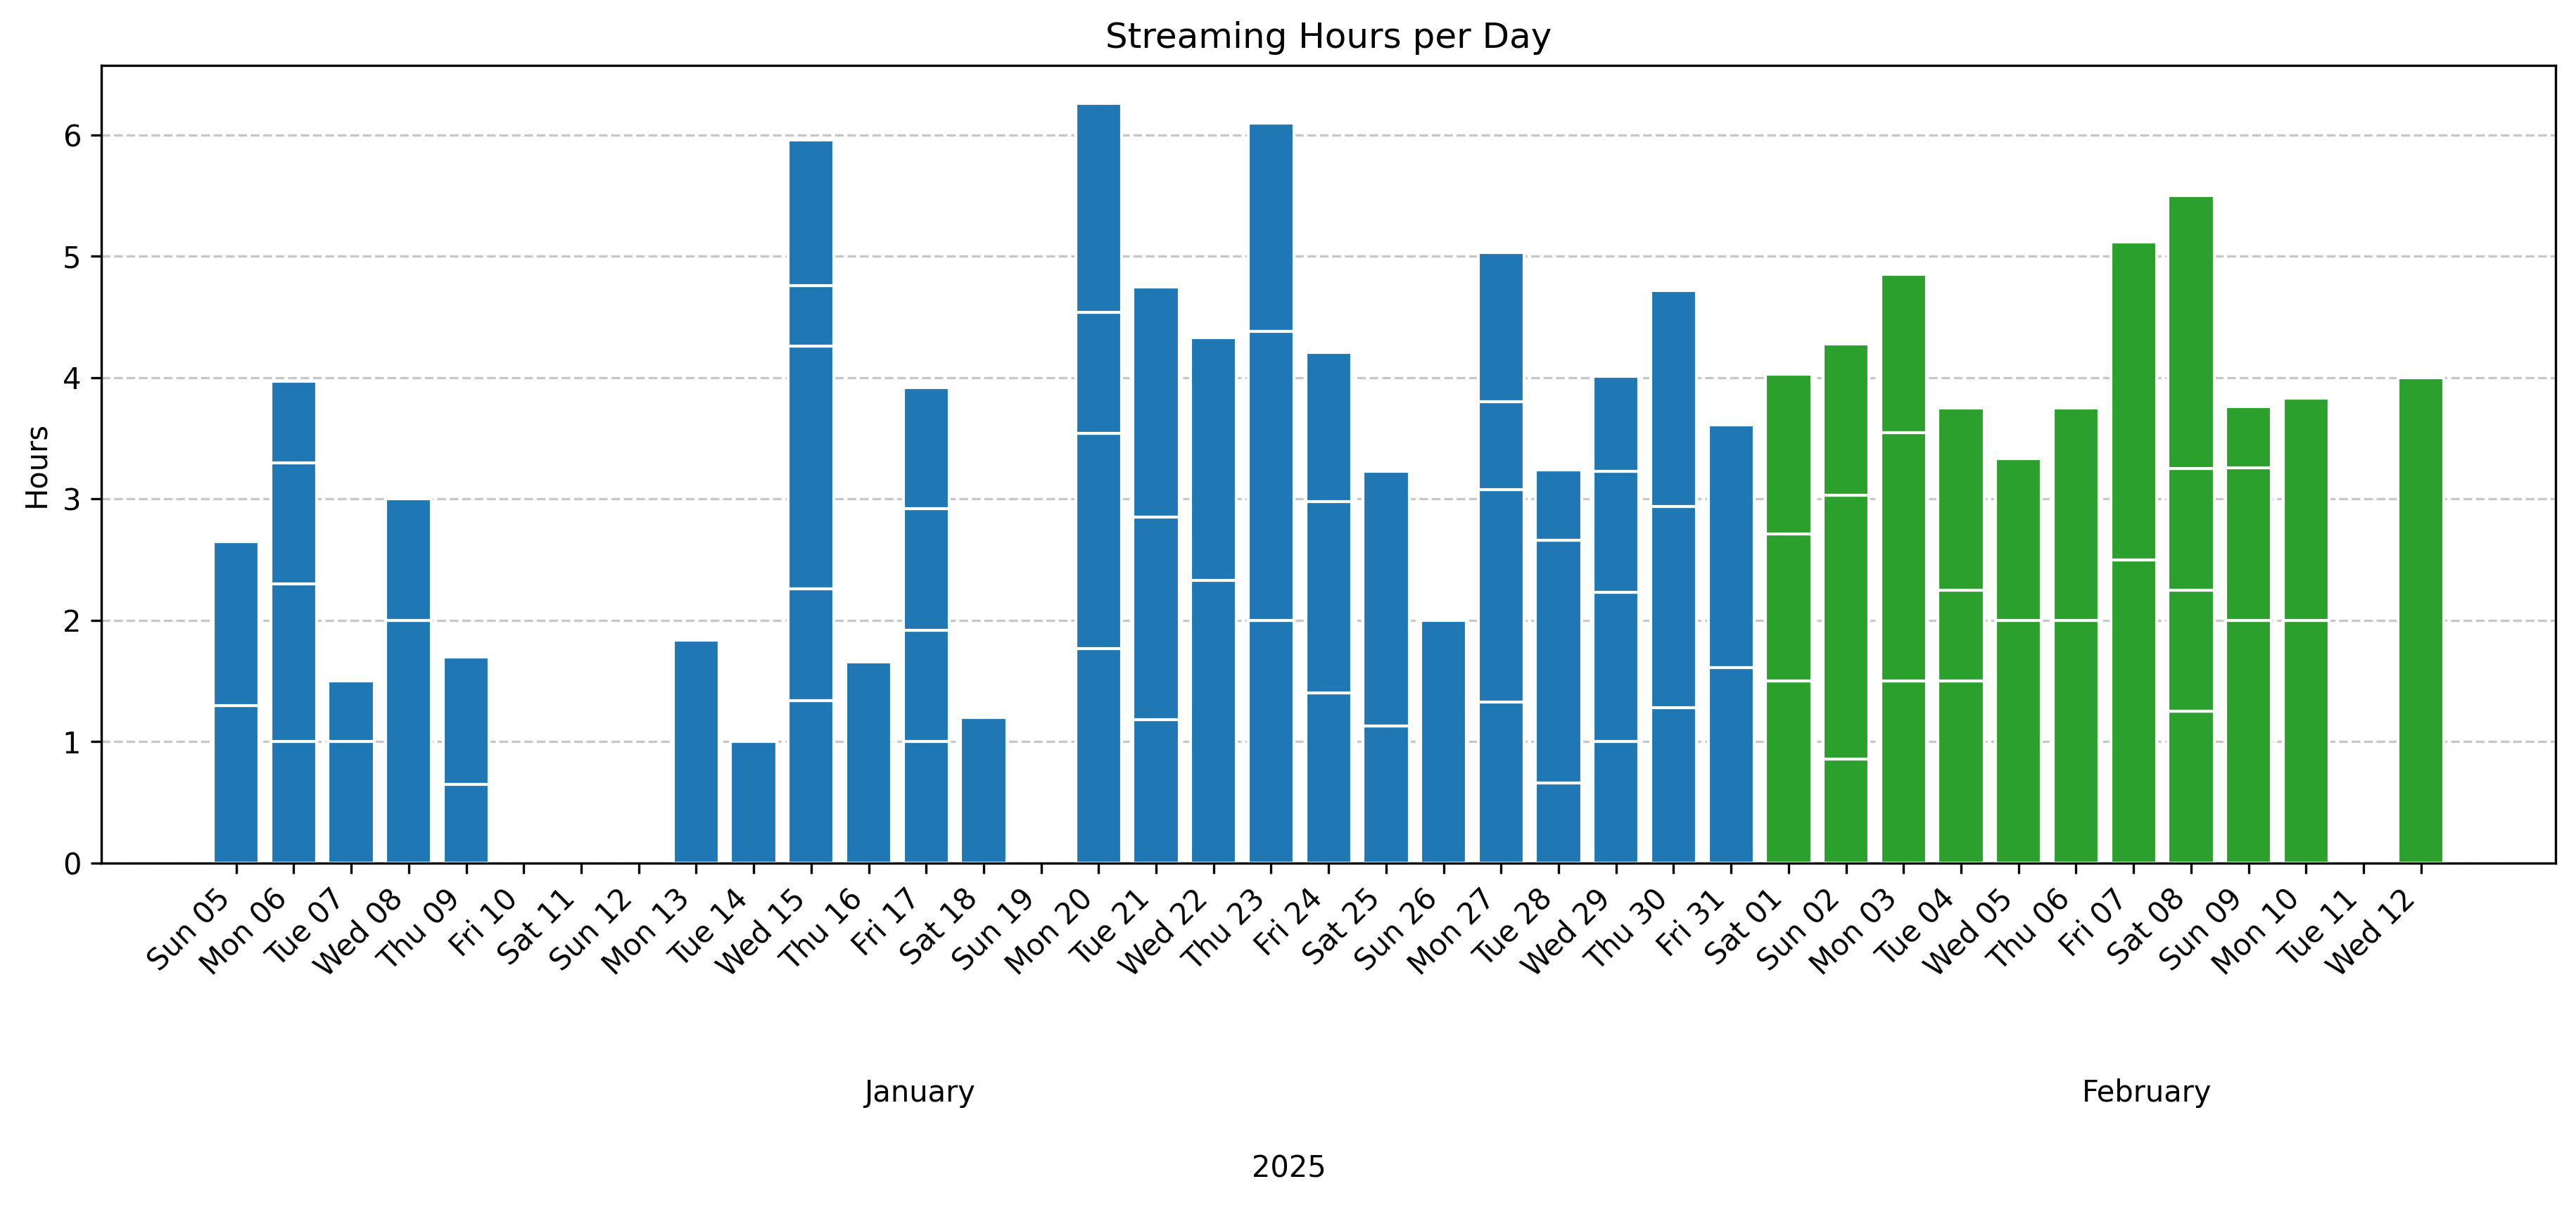 Streaming Hours per Day
Hours
6
5
4
3
2
1
0
Sun 05
Mon 06
Tue 07
Wed 08
Thu 09
Fri 10
Sat 11
Sun 12
Mon 13
Tue 14
Wed 15
Thu 16
Fri 17
Sat 18
Sun 19
Mon 20
Tue 21
Wed 22
Thu 23
Fri 24
Sat 25
Sun 26
Mon 27
Tue 28
Wed 29
Thu 30
Fri 31
Sat 01
Sun 02
Mon 03
Tue 04
Wed 05
Thu 06
Fri 07
Sat 08
Sun 09
Mon 10
Tue 11
Wed 12
January
February
2025